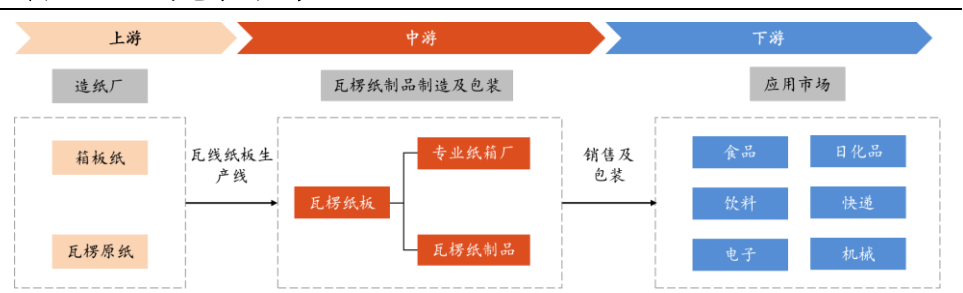 上游 中游 下游
造纸厂 瓦楞纸制品制造及包装 应用市场
箱板纸
瓦楞原纸
瓦线纸板生
产线
瓦楞纸板
专业纸箱厂
瓦楞纸制品
销售及
包装
食品 日化品
饮料 快递
电子 机械